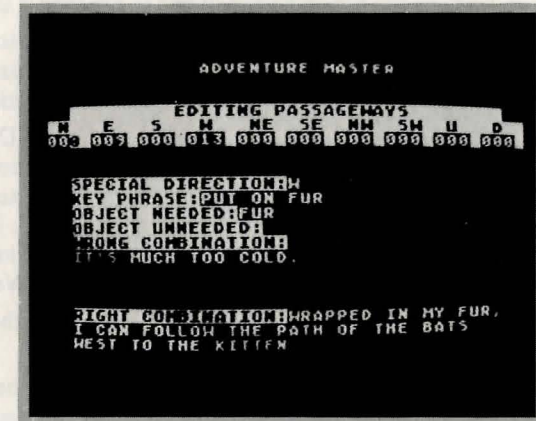 ADVENTURE MASTER
EDITING PASSAGEWAYS
N E S W NE SE NW SW U D
000 009 000 013 000 000 000 000 000 000
SPECIAL DIRECTION:W
KEY PHRASE:PUT ON FUR
OBJECT NEEDED:FUR
OBJECT UNNEEDED:
WRONG COMBINATION:
IT'S MUCH TOO COLD.
RIGHT COMBINATION:WRAPPED IN MY FUR,
I CAN FOLLOW THE PATH OF THE BATS
WEST TO THE KITTEN